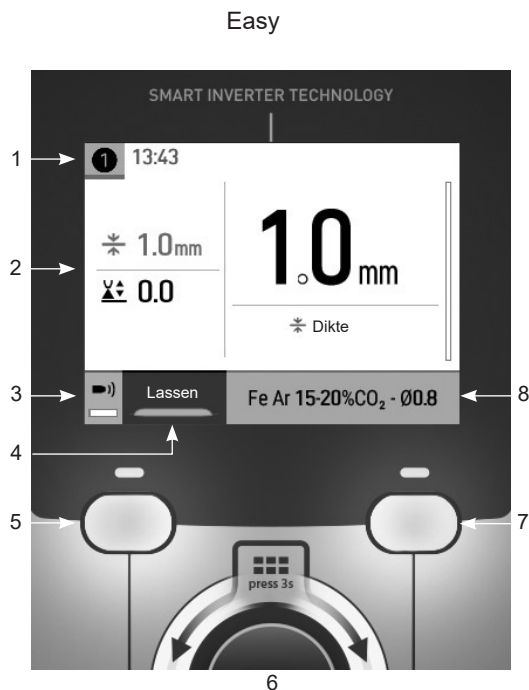 Easy
SMART INVERTER TECHNOLOGY
1
1 13:43
2
1.0mm
0.0
1.0 mm
Dikte
3
Lassen
Fe Ar 15-20%CO₂ - Ø0.8
8
4
5
7
press 3s
6